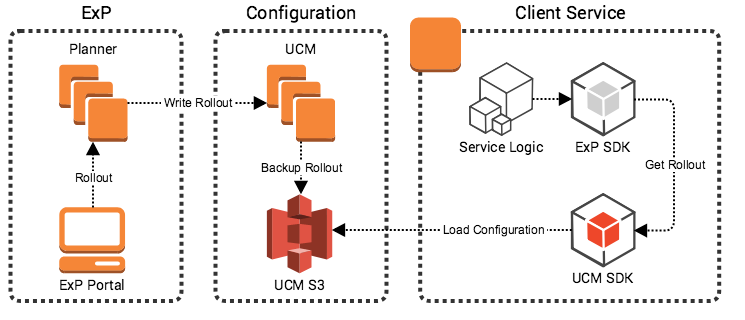 ExP
Configuration
Client Service
Planner
UCM
Write Rollout
Service Logic
ExP SDK
Rollout
Backup Rollout
Get Rollout
Load Configuration
ExP Portal
UCM S3
UCM SDK